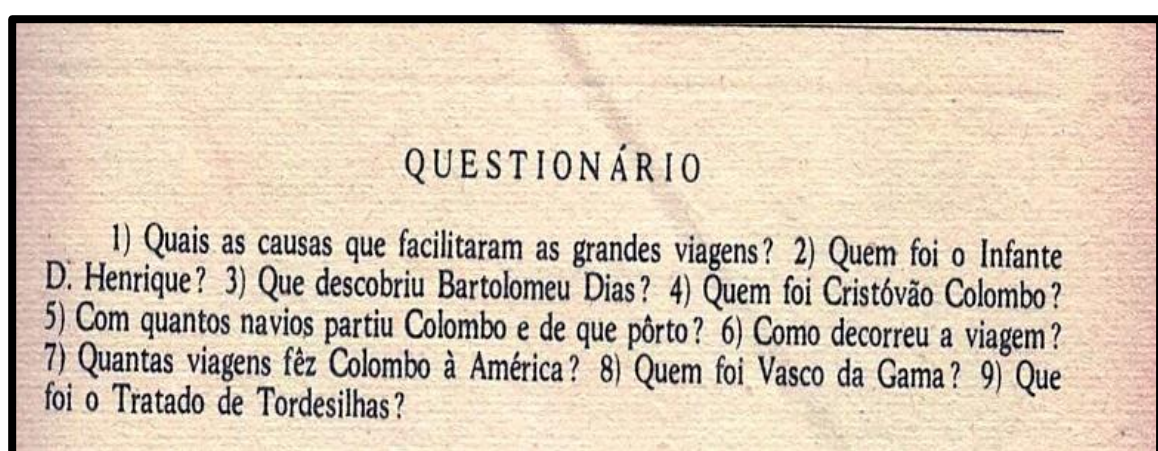 QUESTIONÁRIO
1) Quais as causas que facilitaram as grandes viagens? 2) Quem foi o Infante
D. Henrique? 3) Que descobriu Bartolomeu Dias? 4) Quem foi Cristóvão Colombo?
5) Com quantos navios partiu Colombo e de que pôrto? 6) Como decorreu a viagem?
7) Quantas viagens fêz Colombo à América? 8) Quem foi Vasco da Gama? 9) Que
foi o Tratado de Tordesilhas?